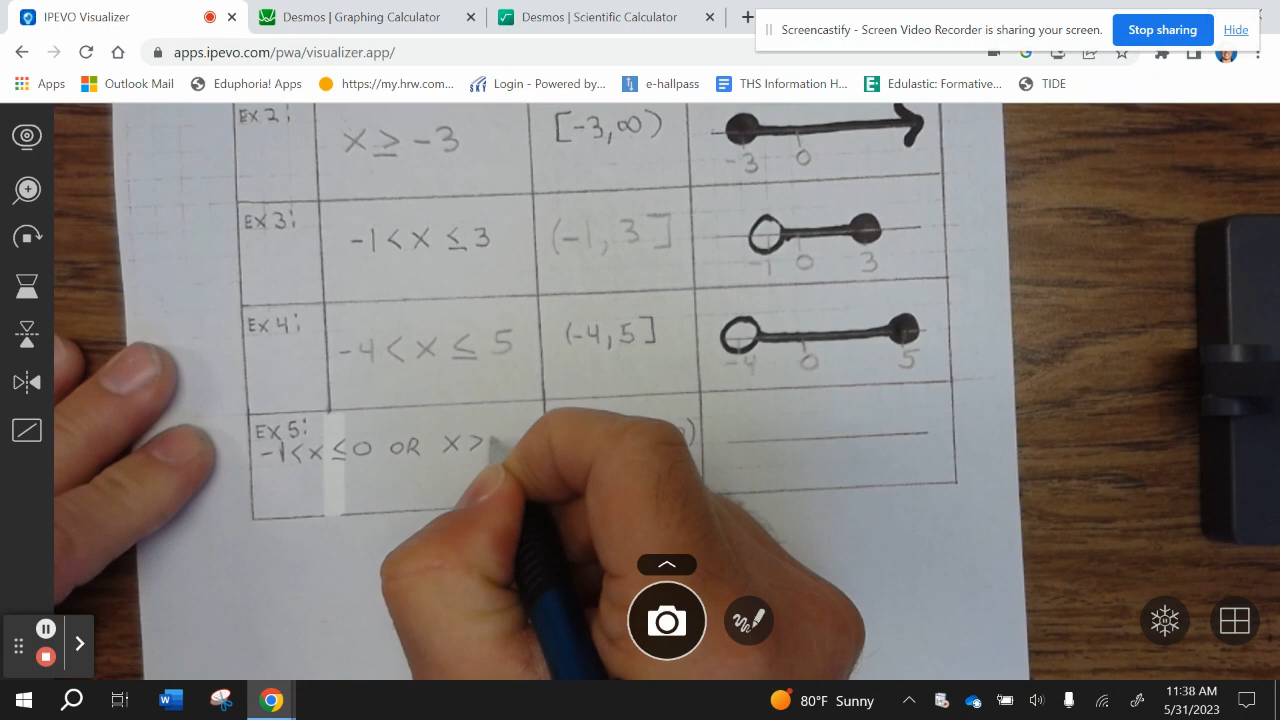 IPEVO Visualizer
Desmos | Graphing Calculator
Desmos | Scientific Calculator
Screencastify - Screen Video Recorder is sharing your screen.
Stop sharing
Hide
apps.ipevo.com/pwa/visualizer.app/
Apps
Outlook Mail
Eduphoria! Ap...
https://my.hrw.com...
Login - Powered by...
e-hallpass
THS Information H...
Edulastic: Formative...
TIDE
Ex 2:
x ≥ -3
[-3, ∞)
-3 0
Ex 3:
-1 < x ≤ 3
(-1, 3]
-1 0 3
Ex 4:
-4 < x ≤ 5
(-4, 5]
-4 0 5
Ex 5:
-1 < x ≤ 0 OR x >
)
80°F Sunny
11:38 AM
5/31/2023